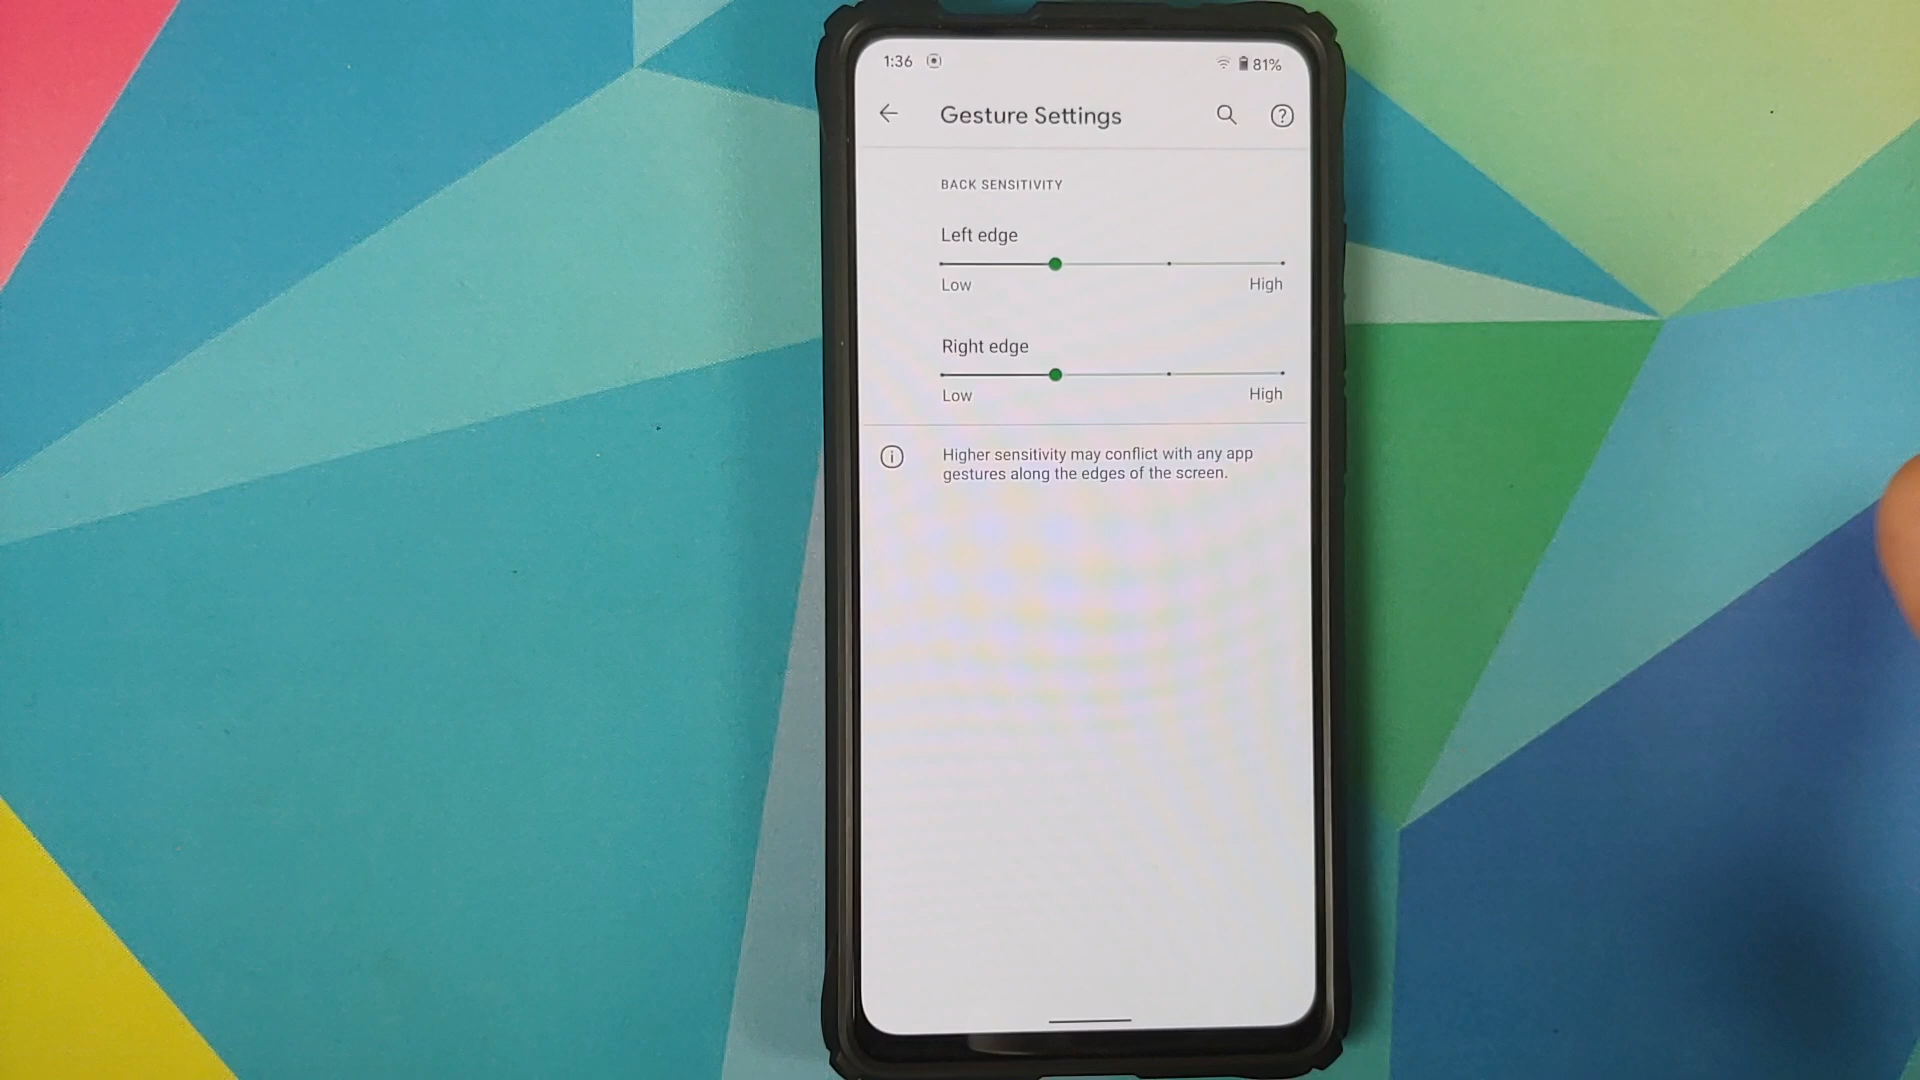 1:36 81%
Gesture Settings
BACK SENSITIVITY
Left edge
Low High
Right edge
Low High
Higher sensitivity may conflict with any app
gestures along the edges of the screen.